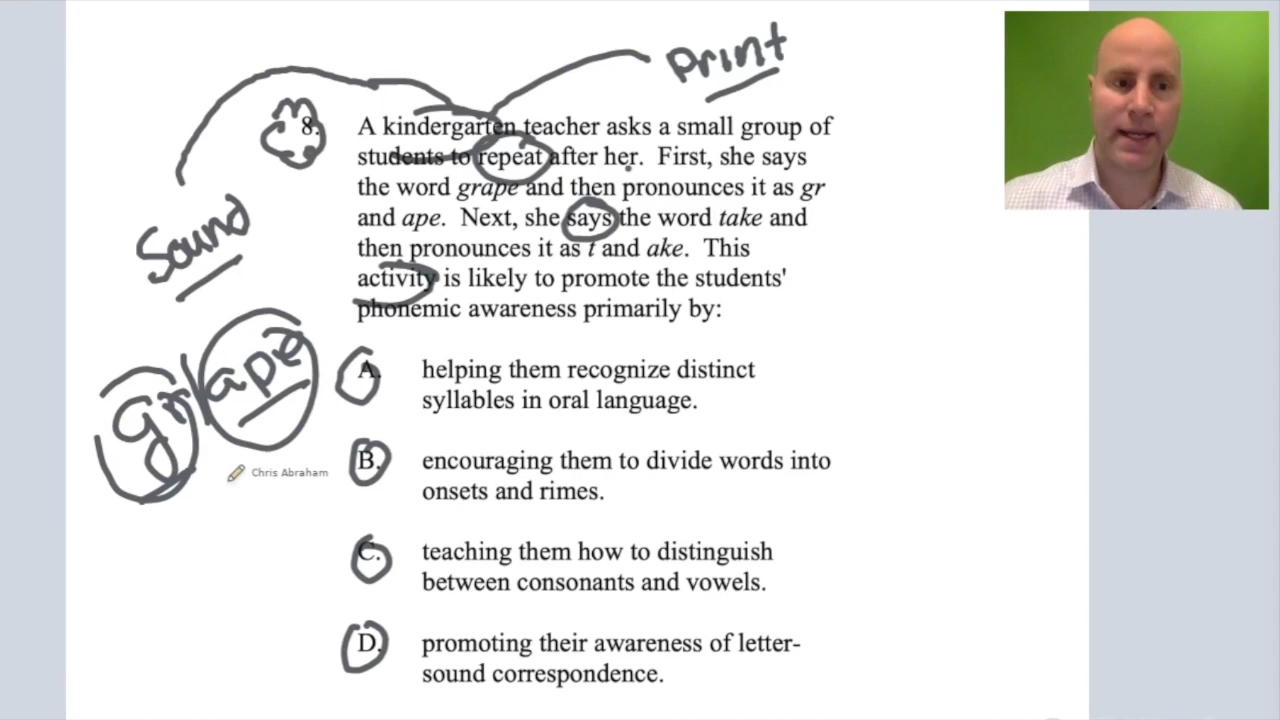 Print
8. A kindergarten teacher asks a small group of
students to repeat after her. First, she says
the word grape and then pronounces it as gr
and ape. Next, she says the word take and
then pronounces it as t and ake. This
activity is likely to promote the students'
phonemic awareness primarily by:
Sound
gr/ape
Chris Abraham
A. helping them recognize distinct
syllables in oral language.
B. encouraging them to divide words into
onsets and rimes.
C. teaching them how to distinguish
between consonants and vowels.
D. promoting their awareness of letter-
sound correspondence.